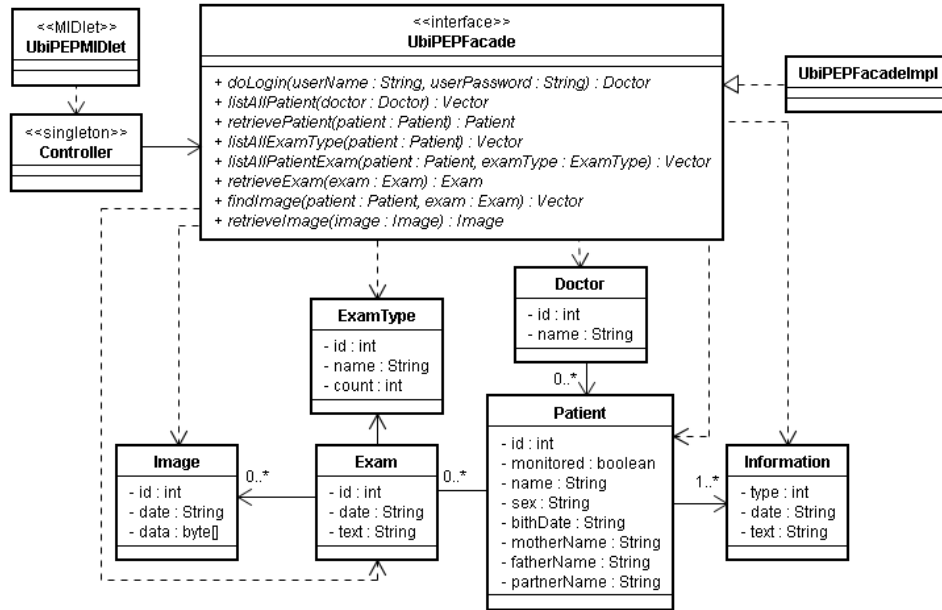 <<MIDlet>>
UbiPEPMIDlet
<<singleton>>
Controller
<<interface>>
UbiPEPFacade
+ doLogin(userName : String, userPassword : String) : Doctor
+ listAllPatient(doctor : Doctor) : Vector
+ retrievePatient(patient : Patient) : Patient
+ listAllExamType(patient : Patient) : Vector
+ listAllPatientExam(patient : Patient, examType : ExamType) : Vector
+ retrieveExam(exam : Exam) : Exam
+ findImage(patient : Patient, exam : Exam) : Vector
+ retrieveImage(image : Image) : Image
UbiPEPFacadeImpl
Doctor
- id : int
- name : String
ExamType
- id : int
- name : String
- count : int
0..*
Patient
- id : int
- monitored : boolean
- name : String
- sex : String
- bithDate : String
- motherName : String
- fatherName : String
- partnerName : String
Image
- id : int
- date : String
- data : byte[]
0..*
Exam
- id : int
- date : String
- text : String
0..*
1..*
Information
- type : int
- date : String
- text : String